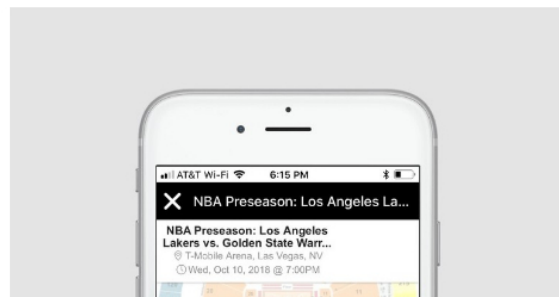 AT&T Wi-Fi 6:15 PM
NBA Preseason: Los Angeles La...
NBA Preseason: Los Angeles
Lakers vs. Golden State Warr...
T-Mobile Arena, Las Vegas, NV
Wed, Oct 10, 2018 @ 7:00PM